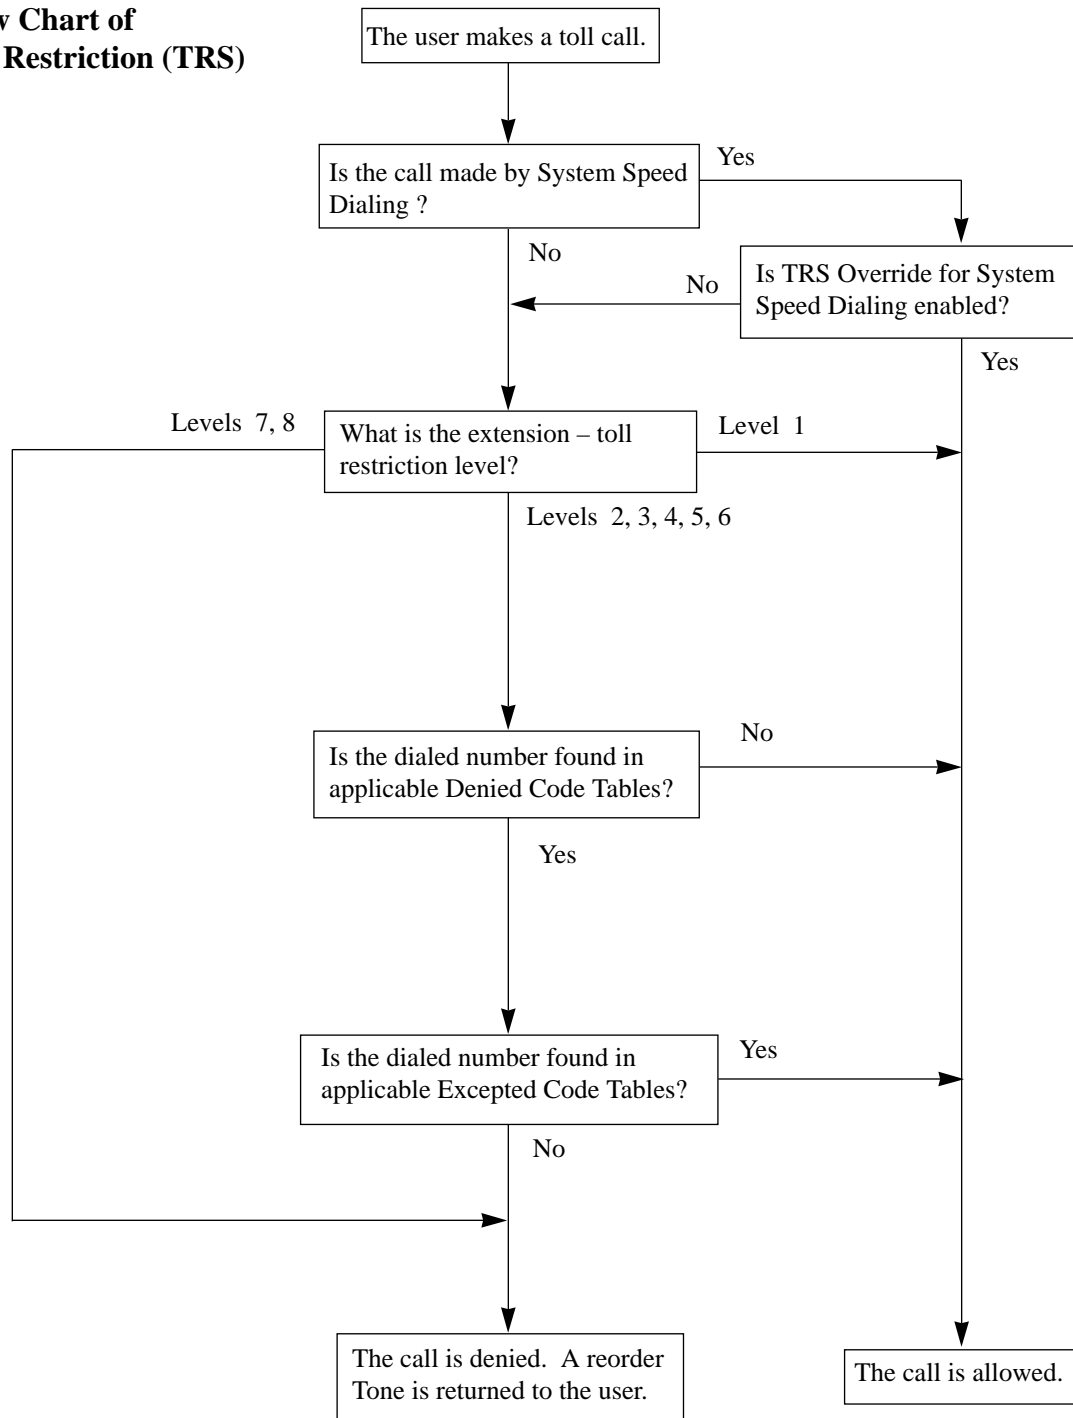 Chart of
Restriction (TRS)
The user makes a toll call.
Is the call made by System Speed
Dialing ?
Yes
No
Is TRS Override for System
Speed Dialing enabled?
No
Yes
Levels 7, 8
What is the extension – toll
restriction level?
Level 1
Levels 2, 3, 4, 5, 6
Is the dialed number found in
applicable Denied Code Tables?
No
Yes
Is the dialed number found in
applicable Excepted Code Tables?
Yes
No
The call is denied. A reorder
Tone is returned to the user.
The call is allowed.